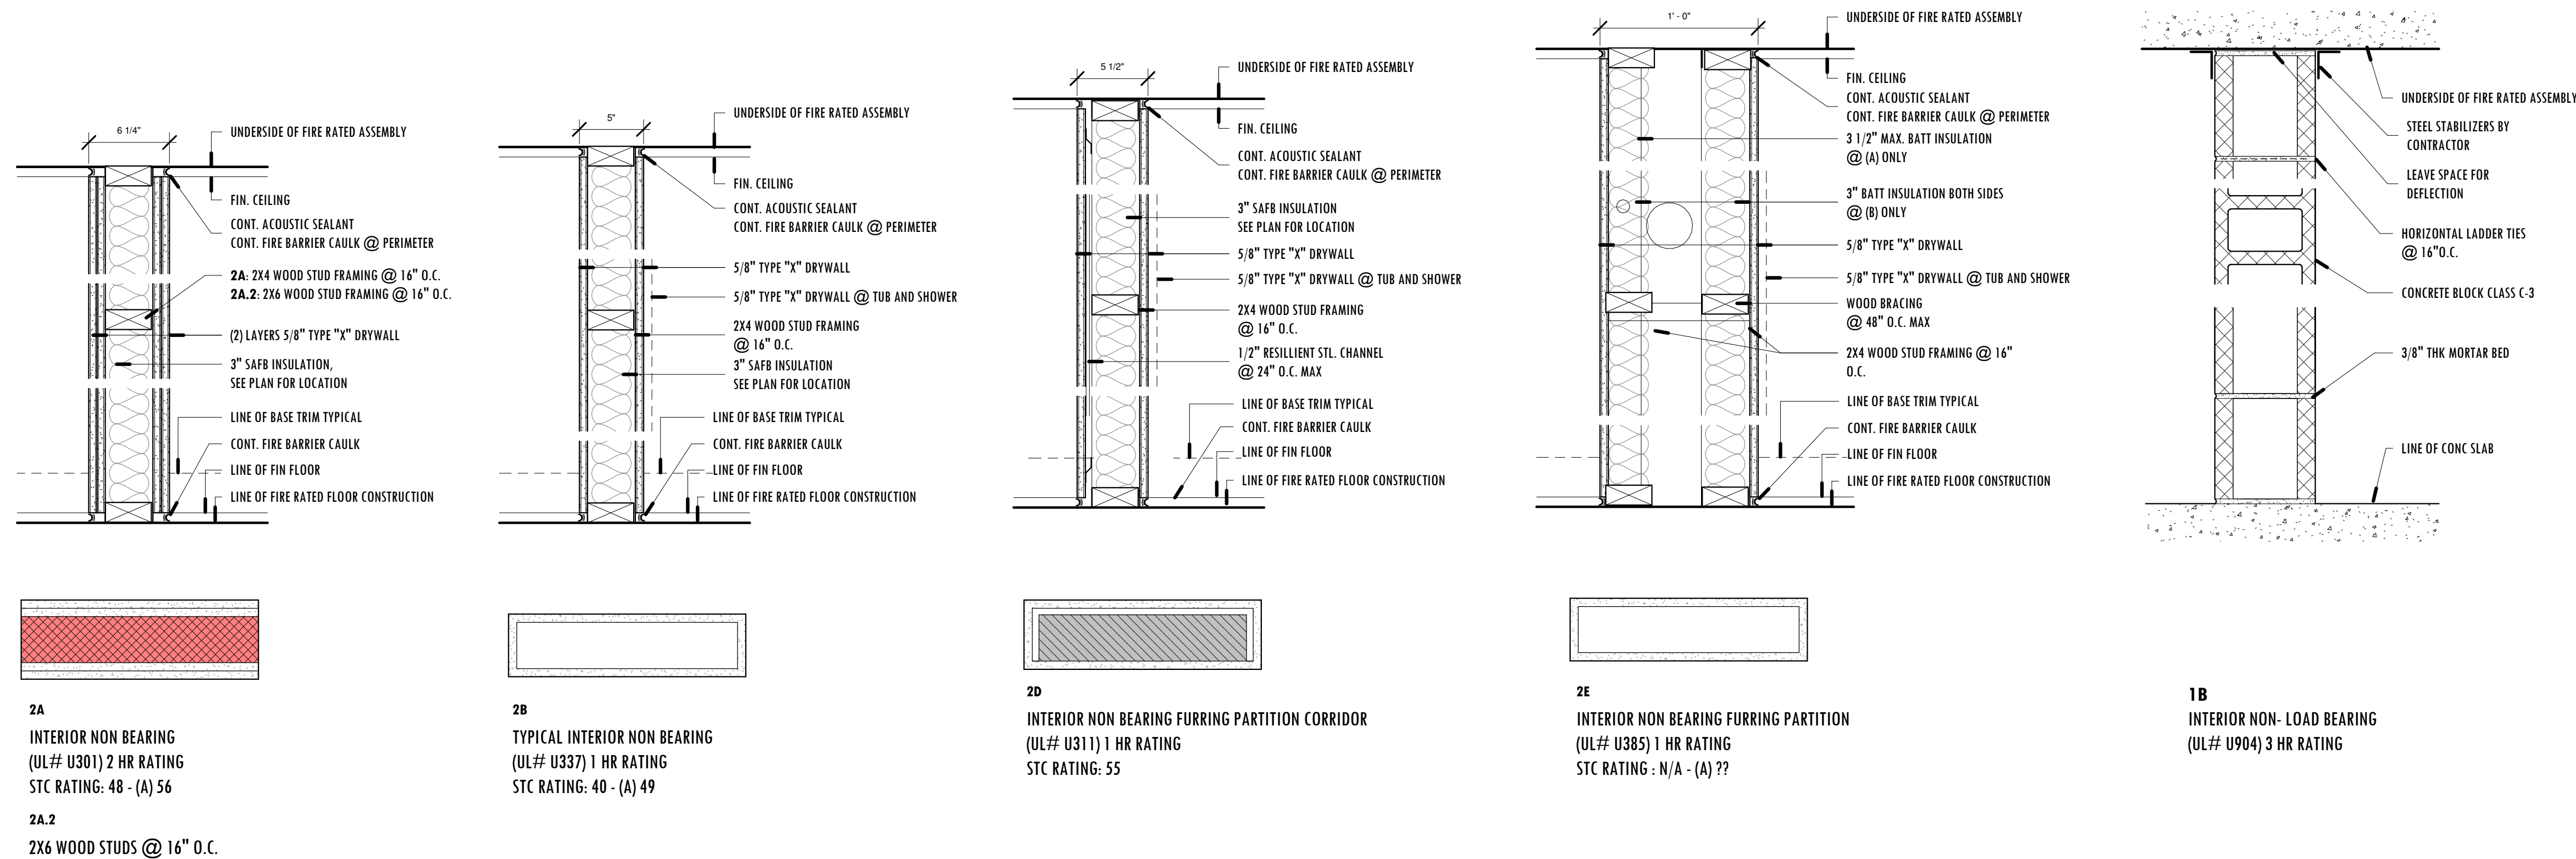 6 1/4"
UNDERSIDE OF FIRE RATED ASSEMBLY
FIN. CEILING
CONT. ACOUSTIC SEALANT
CONT. FIRE BARRIER CAULK @ PERIMETER
2A: 2X4 WOOD STUD FRAMING @ 16" O.C.
2A.2: 2X6 WOOD STUD FRAMING @ 16" O.C.
(2) LAYERS 5/8" TYPE "X" DRYWALL
3" SAFB INSULATION,
SEE PLAN FOR LOCATION
LINE OF BASE TRIM TYPICAL
CONT. FIRE BARRIER CAULK
LINE OF FIN FLOOR
LINE OF FIRE RATED FLOOR CONSTRUCTION
2A
INTERIOR NON BEARING
(UL# U301) 2 HR RATING
STC RATING: 48 - (A) 56
2A.2
2X6 WOOD STUDS @ 16" O.C.
5"
UNDERSIDE OF FIRE RATED ASSEMBLY
FIN. CEILING
CONT. ACOUSTIC SEALANT
CONT. FIRE BARRIER CAULK @ PERIMETER
5/8" TYPE "X" DRYWALL
5/8" TYPE "X" DRYWALL @ TUB AND SHOWER
2X4 WOOD STUD FRAMING
@ 16" O.C.
3" SAFB INSULATION
SEE PLAN FOR LOCATION
LINE OF BASE TRIM TYPICAL
CONT. FIRE BARRIER CAULK
LINE OF FIN FLOOR
LINE OF FIRE RATED FLOOR CONSTRUCTION
2B
TYPICAL INTERIOR NON BEARING
(UL# U337) 1 HR RATING
STC RATING: 40 - (A) 49
5 1/2"
UNDERSIDE OF FIRE RATED ASSEMBLY
FIN. CEILING
CONT. ACOUSTIC SEALANT
CONT. FIRE BARRIER CAULK @ PERIMETER
3" SAFB INSULATION
SEE PLAN FOR LOCATION
5/8" TYPE "X" DRYWALL
5/8" TYPE "X" DRYWALL @ TUB AND SHOWER
2X4 WOOD STUD FRAMING
@ 16" O.C.
1/2" RESILLIENT STL. CHANNEL
@ 24" O.C. MAX
LINE OF BASE TRIM TYPICAL
CONT. FIRE BARRIER CAULK
LINE OF FIN FLOOR
LINE OF FIRE RATED FLOOR CONSTRUCTION
2D
INTERIOR NON BEARING FURRING PARTITION CORRIDOR
(UL# U311) 1 HR RATING
STC RATING: 55
1' - 0"
UNDERSIDE OF FIRE RATED ASSEMBLY
FIN. CEILING
CONT. ACOUSTIC SEALANT
CONT. FIRE BARRIER CAULK @ PERIMETER
3 1/2" MAX. BATT INSULATION
@ (A) ONLY
3" BATT INSULATION BOTH SIDES
@ (B) ONLY
5/8" TYPE "X" DRYWALL
5/8" TYPE "X" DRYWALL @ TUB AND SHOWER
WOOD BRACING
@ 48" O.C. MAX
2X4 WOOD STUD FRAMING @ 16"
O.C.
LINE OF BASE TRIM TYPICAL
CONT. FIRE BARRIER CAULK
LINE OF FIN FLOOR
LINE OF FIRE RATED FLOOR CONSTRUCTION
2E
INTERIOR NON BEARING FURRING PARTITION
(UL# U385) 1 HR RATING
STC RATING : N/A - (A) ??
UNDERSIDE OF FIRE RATED ASSEMBLY
STEEL STABILIZERS BY
CONTRACTOR
LEAVE SPACE FOR
DEFLECTION
HORIZONTAL LADDER TIES
@ 16"O.C.
CONCRETE BLOCK CLASS C-3
3/8" THK MORTAR BED
LINE OF CONC SLAB
1B
INTERIOR NON- LOAD BEARING
(UL# U904) 3 HR RATING